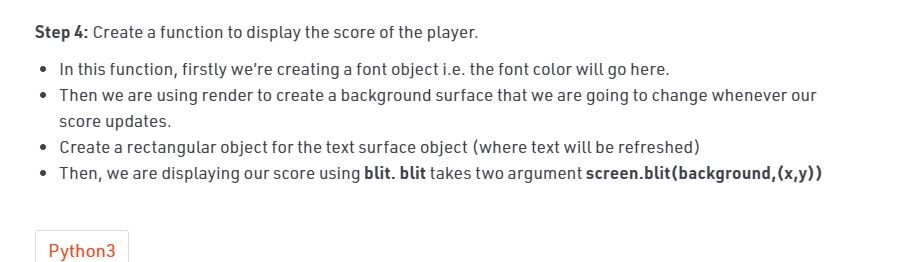 Step 4: Create a function to display the score of the player.
• In this function, firstly we’re creating a font object i.e. the font color will go here.
• Then we are using render to create a background surface that we are going to change whenever our
score updates.
• Create a rectangular object for the text surface object (where text will be refreshed)
• Then, we are displaying our score using blit. blit takes two argument screen.blit(background,(x,y))
Python3